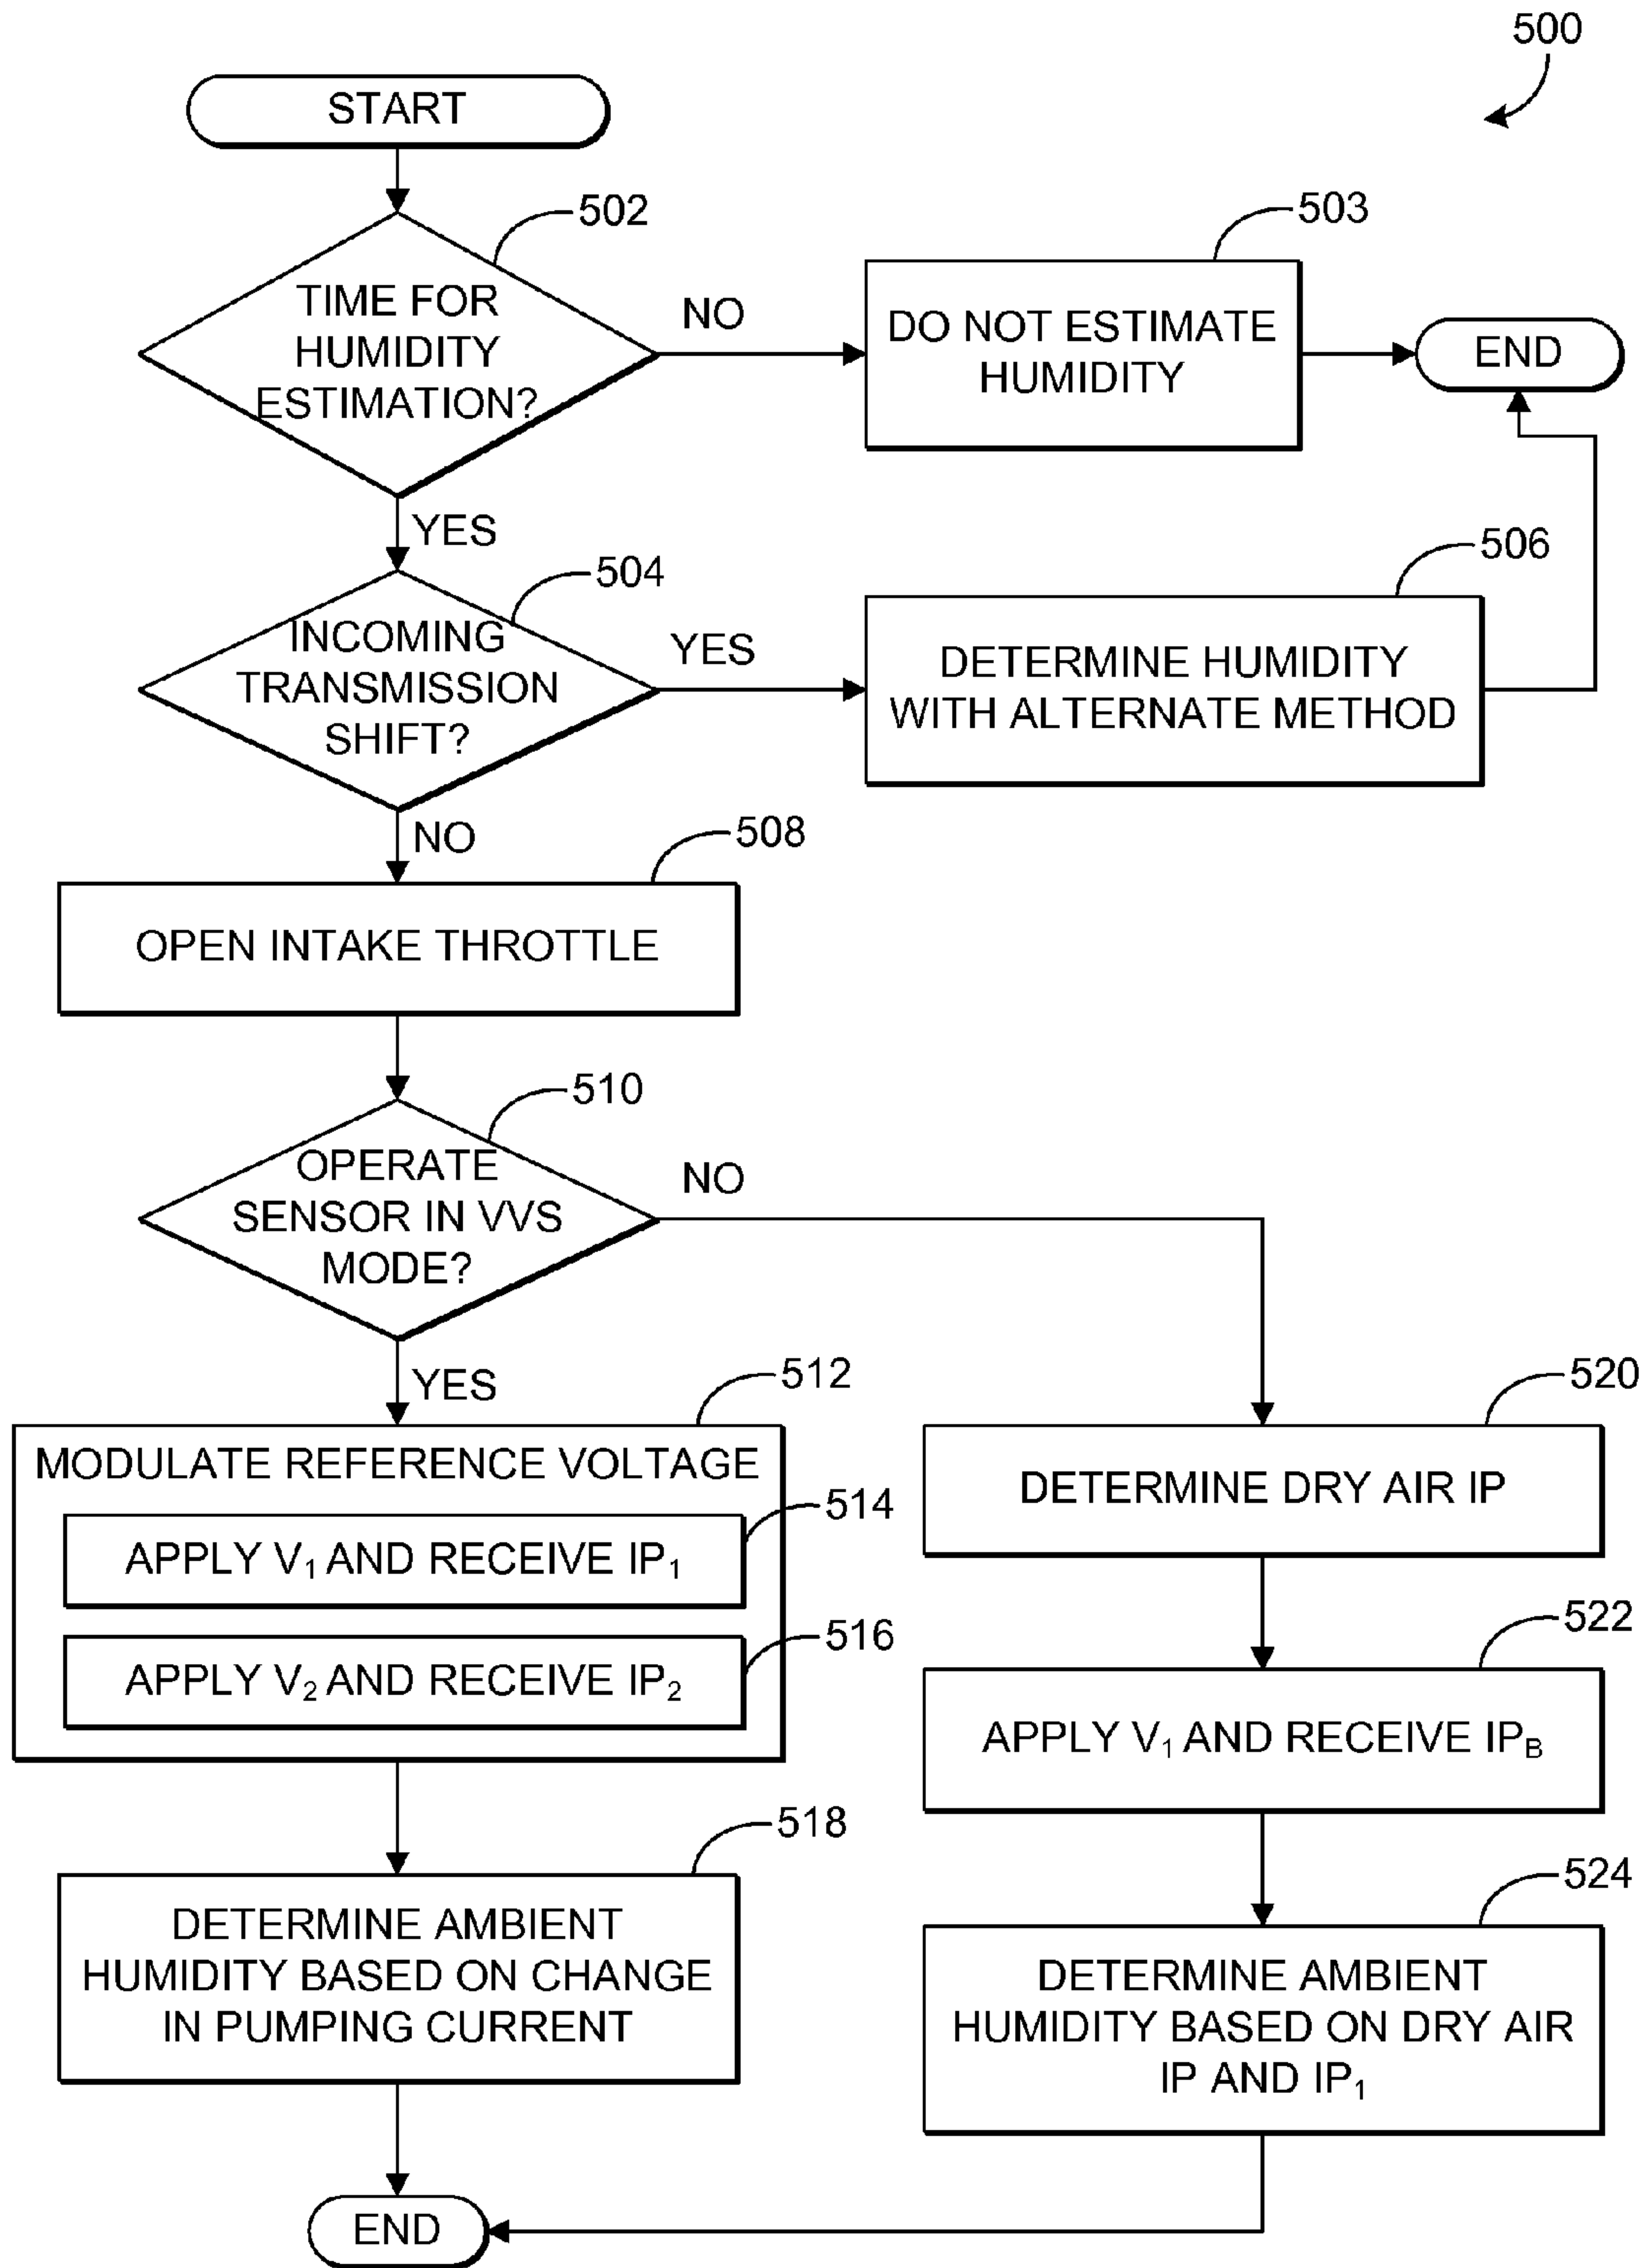 500
START
502
TIME FOR
HUMIDITY
ESTIMATION?
NO
503
DO NOT ESTIMATE
HUMIDITY
END
YES
504
INCOMING
TRANSMISSION
SHIFT?
YES
506
DETERMINE HUMIDITY
WITH ALTERNATE METHOD
NO
508
OPEN INTAKE THROTTLE
510
OPERATE
SENSOR IN VVS
MODE?
NO
YES
512
MODULATE REFERENCE VOLTAGE
514
APPLY V₁ AND RECEIVE IP₁
516
APPLY V₂ AND RECEIVE IP₂
518
DETERMINE AMBIENT
HUMIDITY BASED ON CHANGE
IN PUMPING CURRENT
520
DETERMINE DRY AIR IP
522
APPLY V₁ AND RECEIVE IP_B
524
DETERMINE AMBIENT
HUMIDITY BASED ON DRY AIR
IP AND IP₁
END